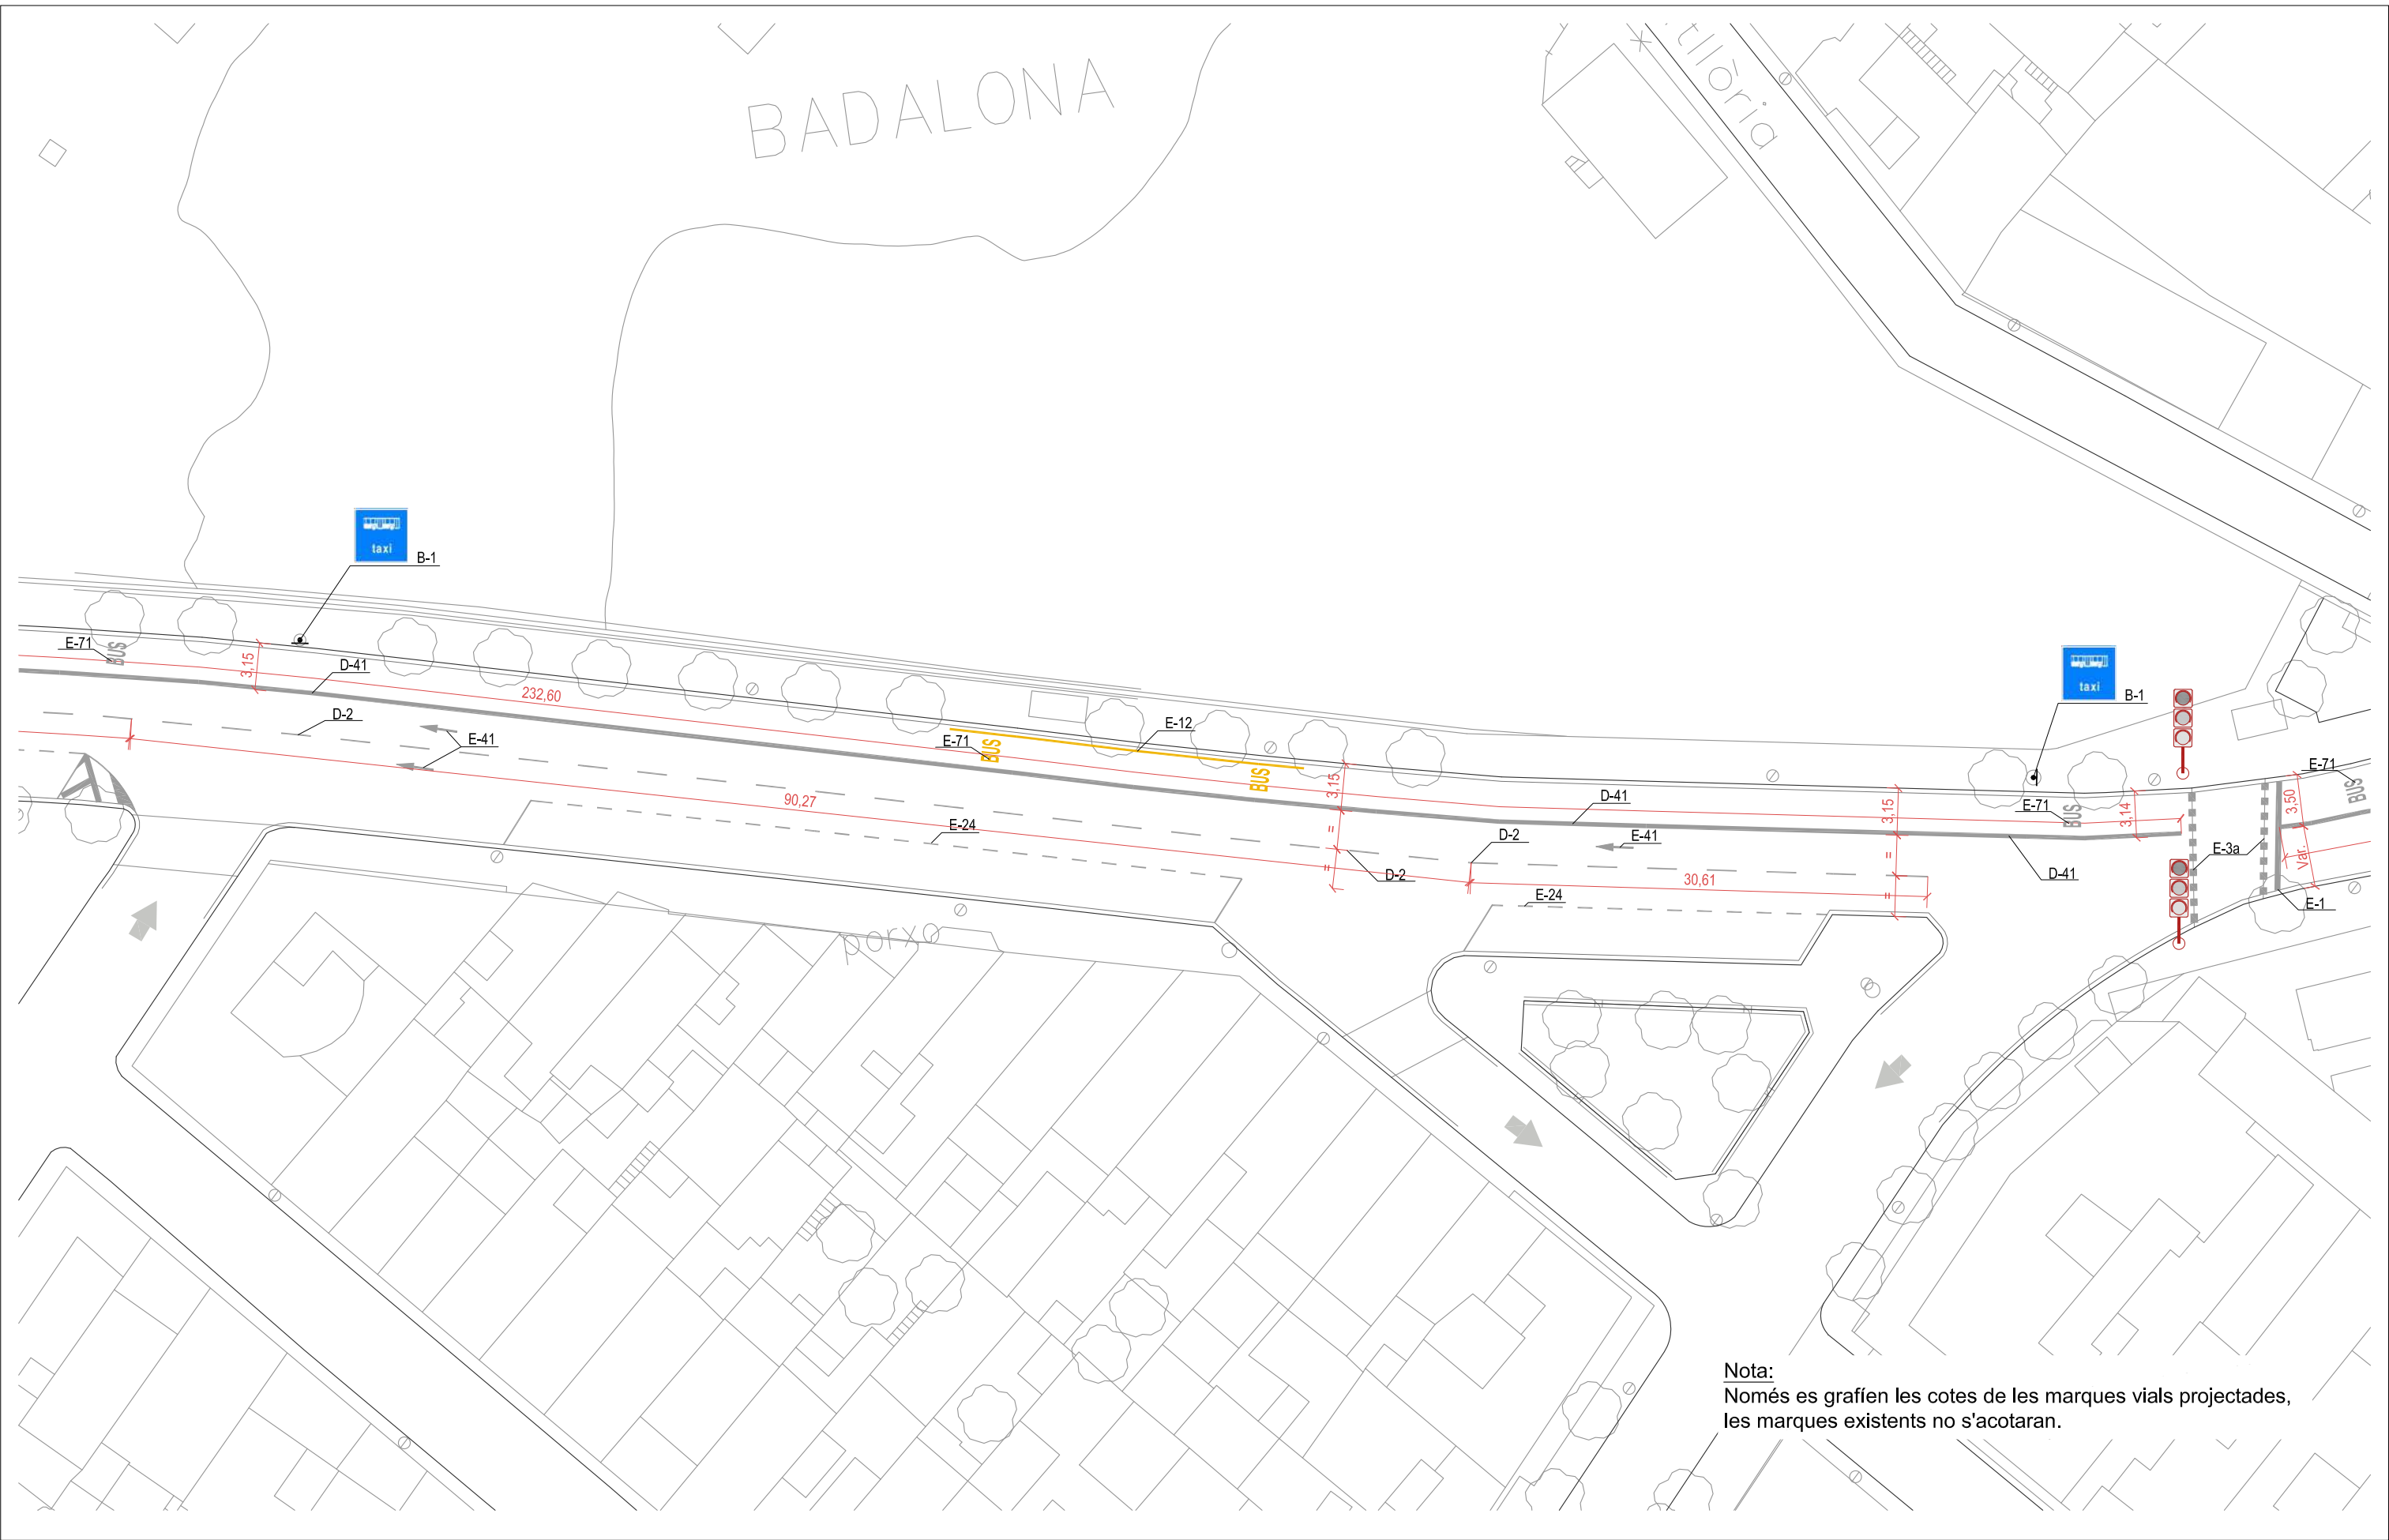 tllòria
BADALONA
taxi
B-1
E-71
BUS
3,15
D-41
232,60
D-2
E-41
E-71
BUS
E-12
BUS
3,15
=
=
90,27
E-24
D-2
D-2
E-41
D-41
30,61
E-24
taxi
B-1
3,15
=
=
E-71
BUS
3,14
D-41
E-3a
E-71
BUS
3,50
Var.
E-1
porxo
Nota:
Només es grafíen les cotes de les marques vials projectades,
les marques existents no s'acotaran.